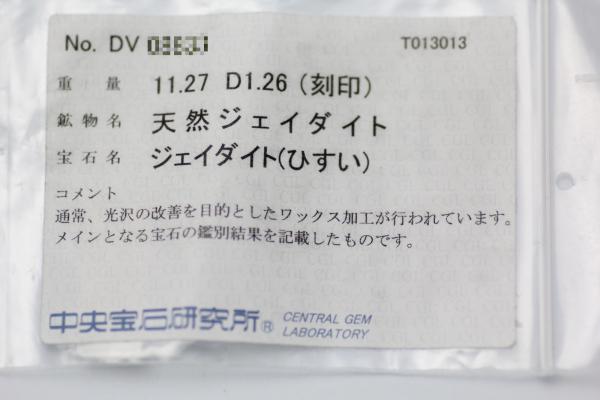 No. DV
T013013
重量 11.27 D1.26 (刻印)
鉱物名 天然ジェイダイト
宝石名 ジェイダイト(ひすい)
コメント
通常、光沢の改善を目的としたワックス加工が行われています。
メインとなる宝石の鑑別結果を記載したものです。
中央宝石研究所® CENTRAL GEM
LABORATORY